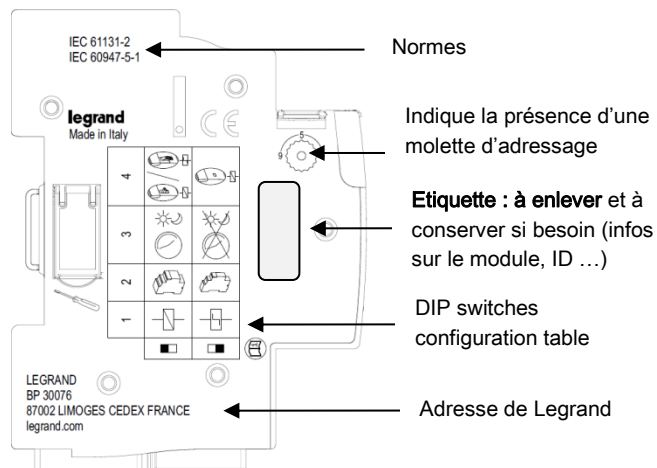 IEC 61131-2
IEC 60947-5-1
Normes
legrand
Made in Italy
CE
5
9
Indique la présence d'une
molette d'adressage
4
3
2
1
Etiquette : à enlever et à
conserver si besoin (infos
sur le module, ID …)
DIP switches
configuration table
LEGRAND
BP 30076
87002 LIMOGES CEDEX FRANCE
legrand.com
Adresse de Legrand